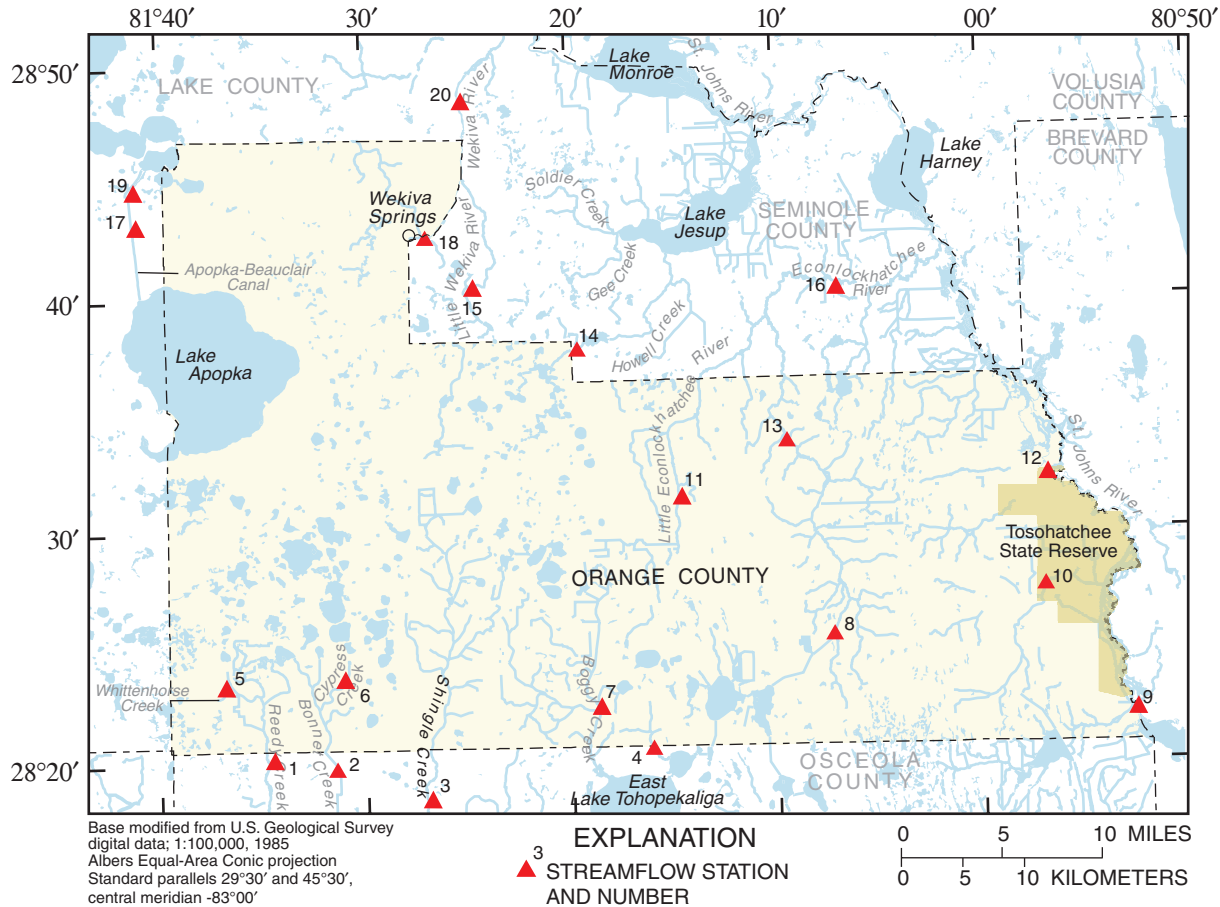 81°40′ 30′ 20′ 10′ 00′ 80°50′
28°50′
40′
30′
28°20′
LAKE COUNTY
Lake
Monroe
St. Johns River
VOLUSIA
COUNTY
BREVARD
COUNTY
20
Wekiva River
Lake
Harney
19
17
Soldier Creek
Wekiva
Springs
18
Lake
Jesup
SEMINOLE
COUNTY
Apopka-Beauclair
Canal
Little Wekiva River
15
Gee Creek
Econlockhatchee
River
16
14
Howell Creek
Lake
Apopka
Little Econlockhatchee River
13
12
St. Johns River
11
Tosohatchee
State Reserve
10
ORANGE COUNTY
8
5
Cypress
Creek
6
Whittenhorse
Creek
Reedy Creek
Bonner Creek
Shingle Creek
Boggy Creek
7
9
4
1
2
3
OSCEOLA
COUNTY
East
Lake Tohopekaliga
Base modified from U.S. Geological Survey
digital data; 1:100,000, 1985
Albers Equal-Area Conic projection
Standard parallels 29°30′ and 45°30′,
central meridian -83°00′
EXPLANATION
3
STREAMFLOW STATION
AND NUMBER
0 5 10 MILES
0 5 10 KILOMETERS